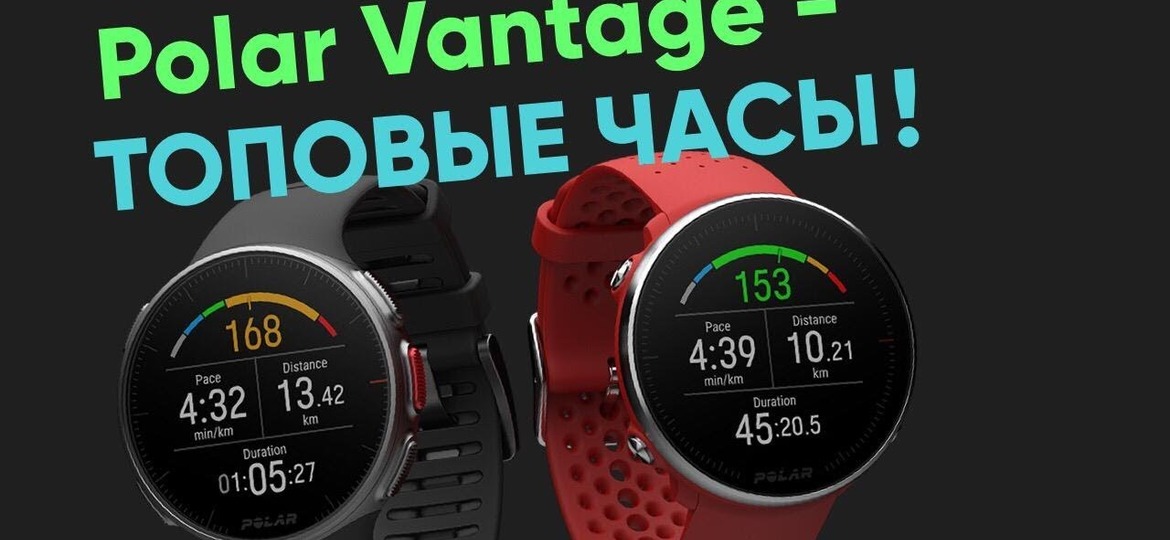 Polar Vantage -
ТОПОВЫЕ ЧАСЫ!
168
Pace
4:32
min/km
Distance
13.42
km
Duration
01:05:27
POLAR
153
Pace
4:39
min/km
Distance
10.21
km
Duration
45:20.5
POLAR